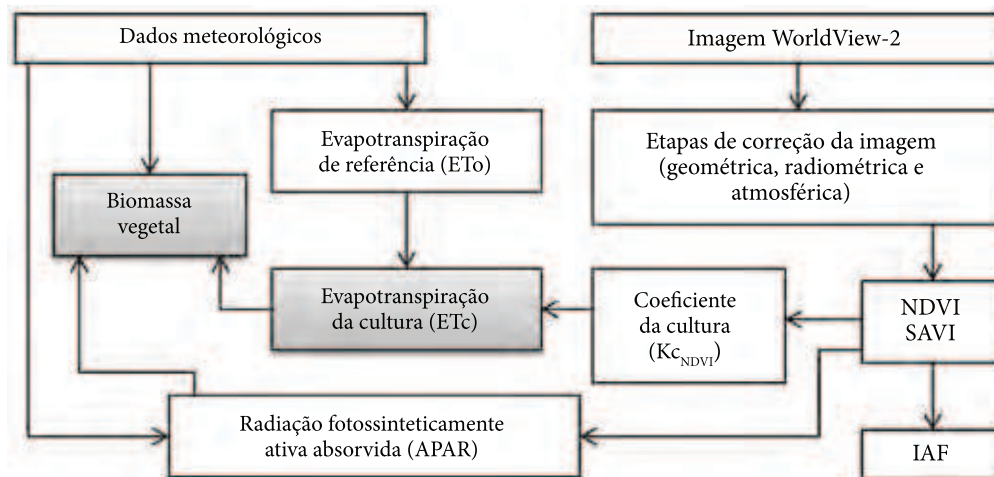 Dados meteorológicos
Imagem WorldView-2
Evapotranspiração
de referência (ETo)
Etapas de correção da imagem
(geométrica, radiométrica e
atmosférica)
Biomassa
vegetal
Evapotranspiração
da cultura (ETc)
Coeficiente
da cultura
(Kc_NDVI)
NDVI
SAVI
Radiação fotossinteticamente
ativa absorvida (APAR)
IAF